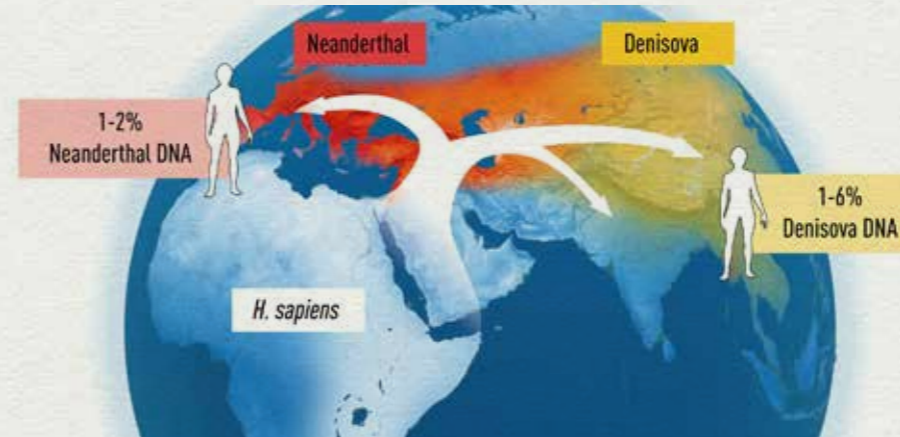 Neanderthal
Denisova
1-2%
Neanderthal DNA
1-6%
Denisova DNA
H. sapiens